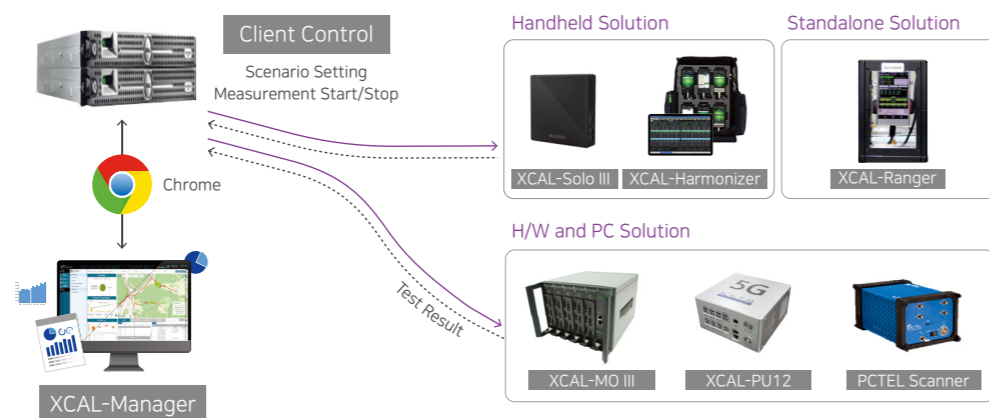 Client Control
Scenario Setting
Measurement Start/Stop
Chrome
XCAL-Manager
Test Result
Handheld Solution
XCAL-Solo III
XCAL-Harmonizer
Standalone Solution
XCAL-Ranger
H/W and PC Solution
5G
XCAL-MO III
XCAL-PU12
PCTEL Scanner